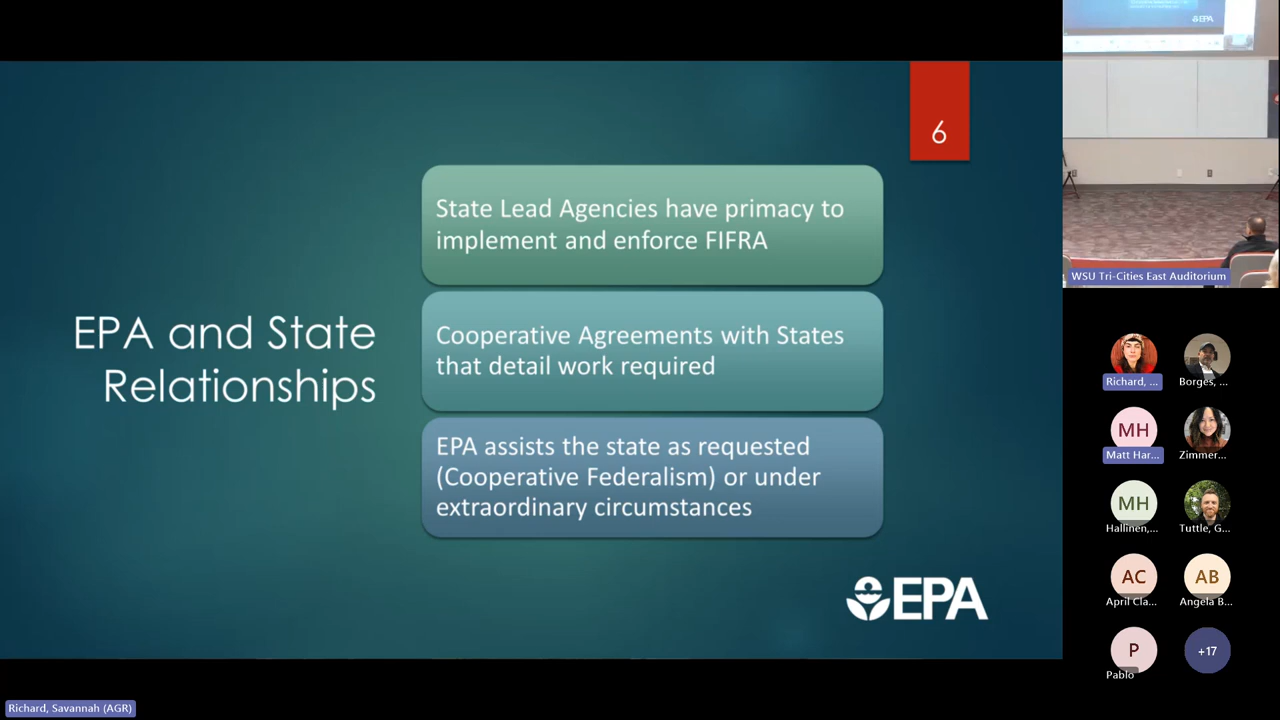 EPA
6
State Lead Agencies have primacy to
implement and enforce FIFRA
EPA and State
Relationships
Cooperative Agreements with States
that detail work required
EPA assists the state as requested
(Cooperative Federalism) or under
extraordinary circumstances
EPA
WSU Tri-Cities East Auditorium
Richard, ...
Borges, ...
MH
Matt Har...
Zimmer...
MH
Hallinen,...
Tuttle, G...
AC
April Cla...
AB
Angela B...
P
Pablo
+17
Richard, Savannah (AGR)